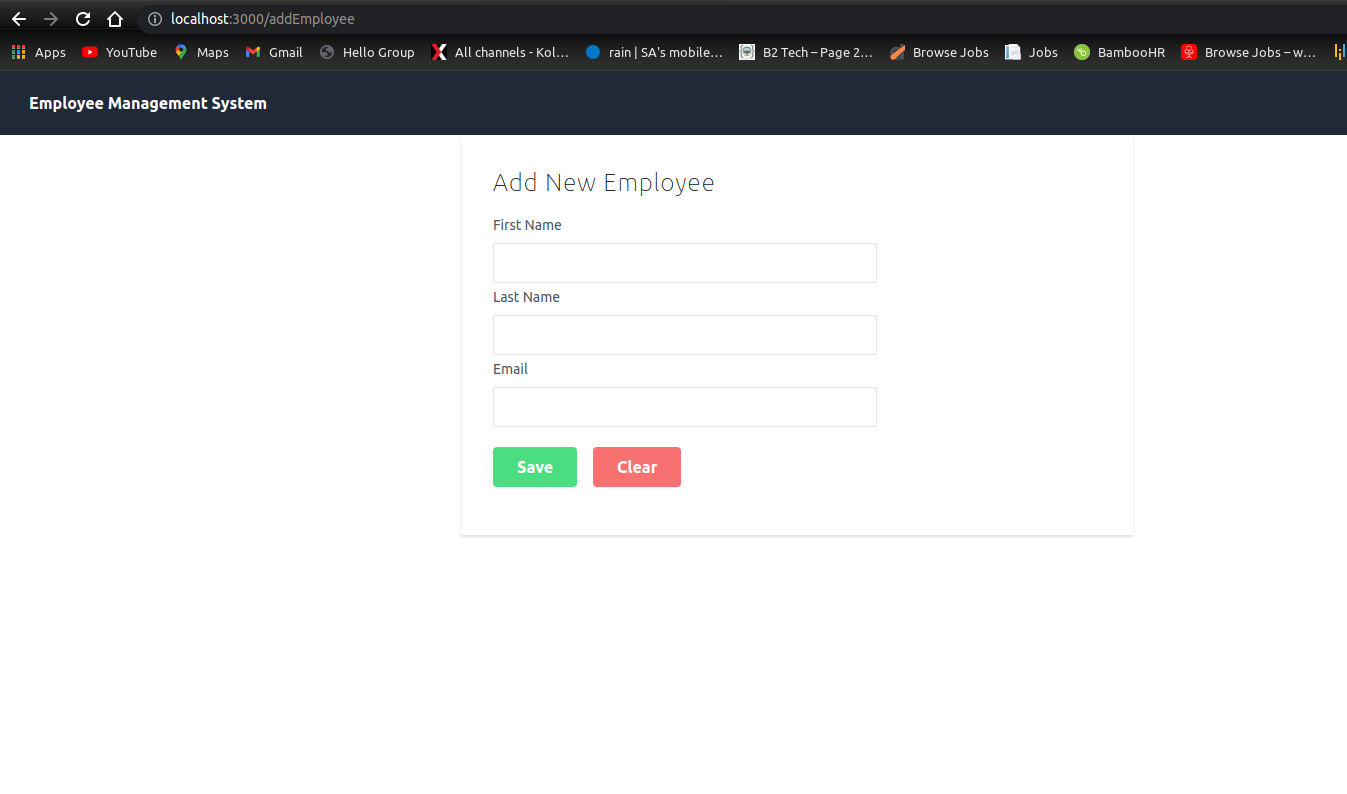 localhost:3000/addEmployee
Apps YouTube Maps Gmail Hello Group All channels - Kol... rain | SA's mobile... B2 Tech – Page 2... Browse Jobs Jobs BambooHR Browse Jobs – w...
Employee Management System
Add New Employee
First Name
Last Name
Email
Save Clear